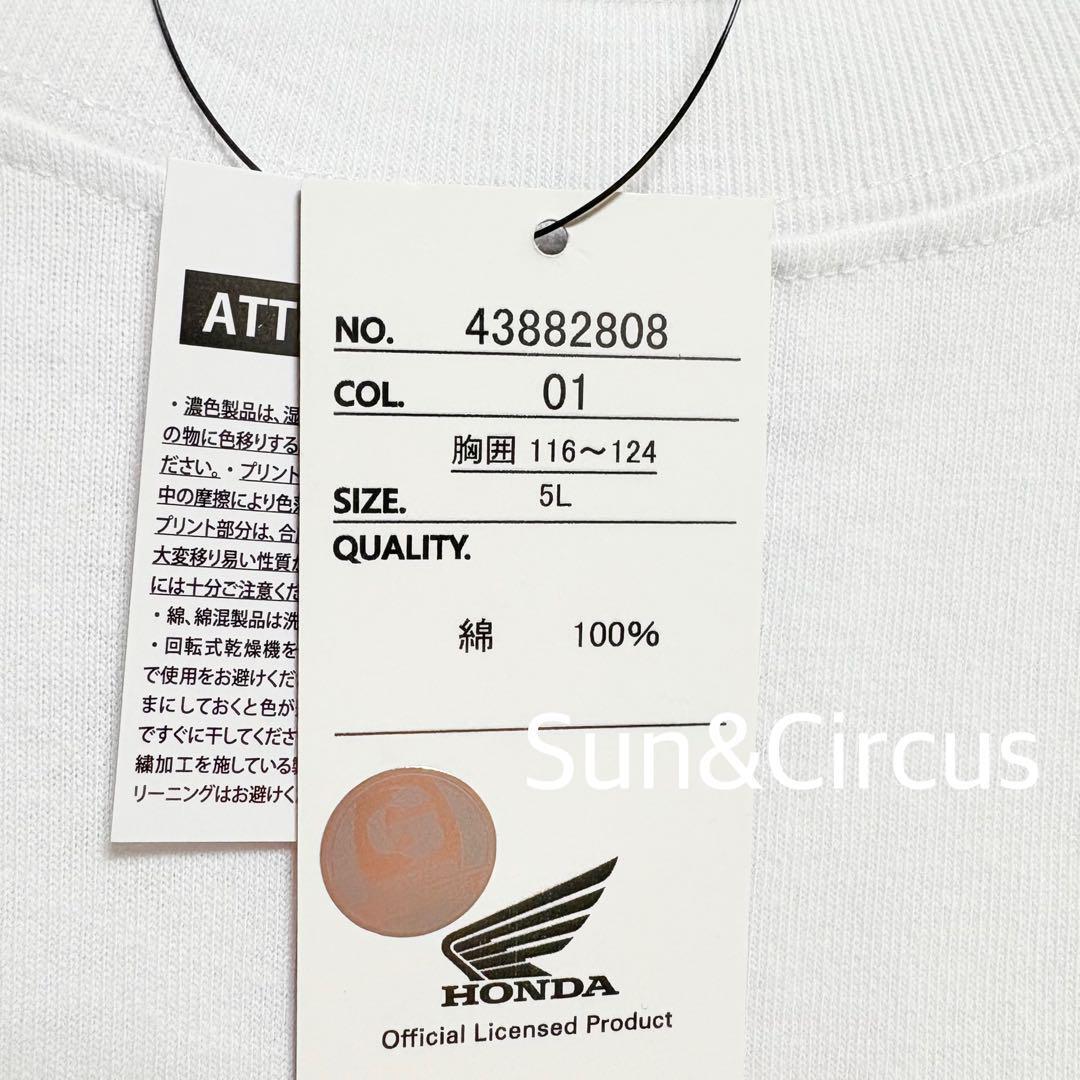 ATT
・濃色製品は、湿
の物に色移りする
ださい。・プリント
中の摩擦により色落
プリント部分は、合
大変移り易い性質が
には十分ご注意くだ
・綿、綿混製品は洗
・回転式乾燥機を
で使用をお避けくだ
まにしておくと色が
ですぐに干してくださ
繍加工を施している
リーニングはお避けく
NO. 43882808
COL. 01
胸囲 116～124
SIZE. 5L
QUALITY.
綿 100%
Sun&Circus
HONDA
Official Licensed Product